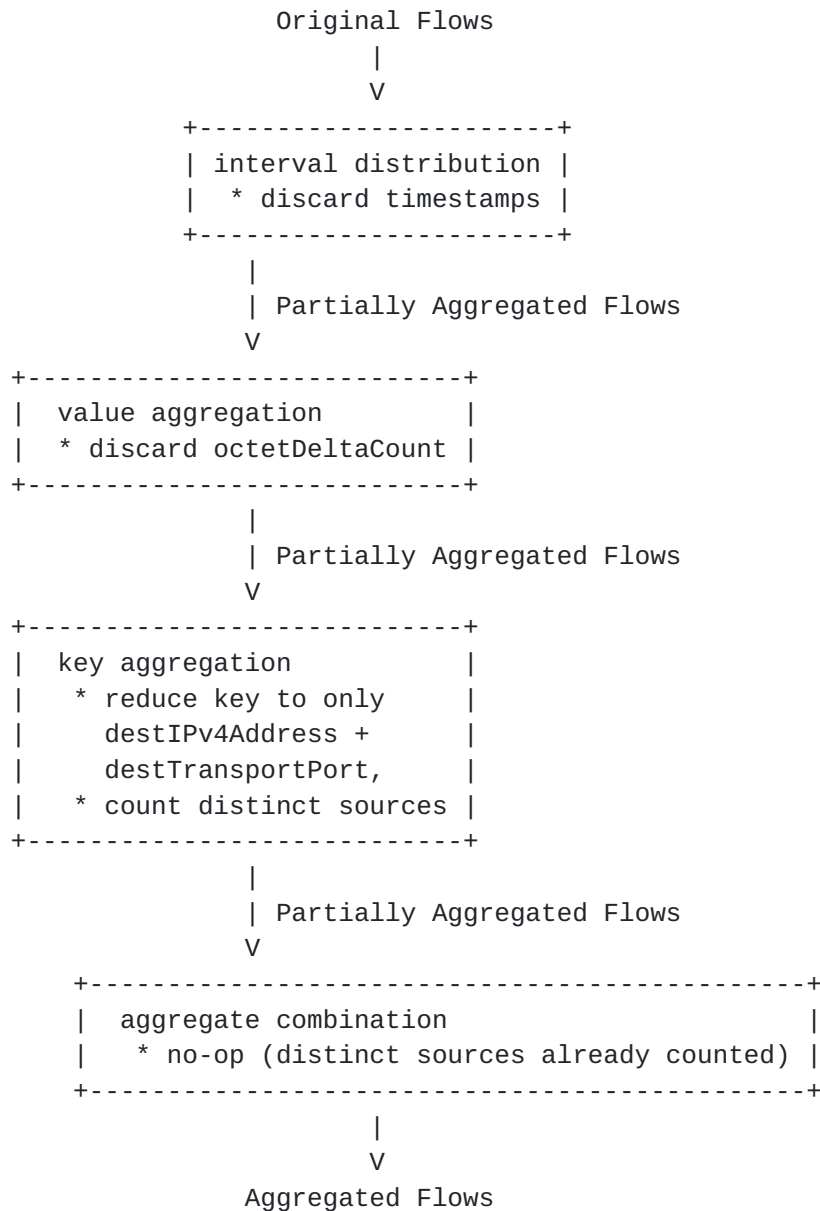 Original Flows
|
V
+-----------------------+
| interval distribution |
|  * discard timestamps |
+-----------------------+
|
| Partially Aggregated Flows
V
+----------------------------+
|  value aggregation         |
|  * discard octetDeltaCount |
+----------------------------+
|
| Partially Aggregated Flows
V
+----------------------------+
|  key aggregation           |
|   * reduce key to only     |
|     destIPv4Address +      |
|     destTransportPort,     |
|   * count distinct sources |
+----------------------------+
|
| Partially Aggregated Flows
V
+----------------------------------------------+
|  aggregate combination                       |
|   * no-op (distinct sources already counted) |
+----------------------------------------------+
|
V
Aggregated Flows